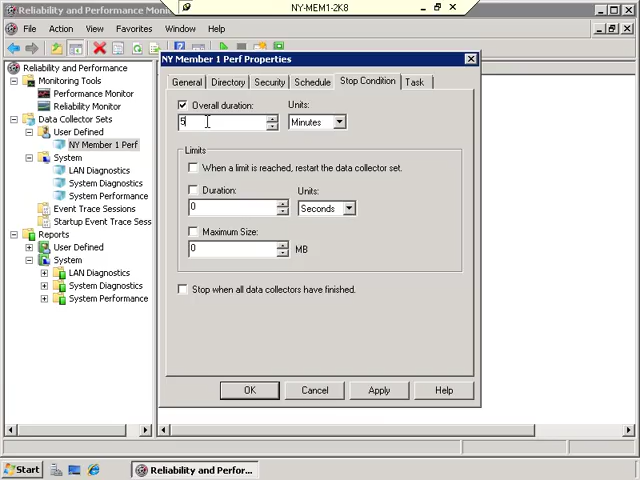 Reliability and Performance Monitor
NY-MEM1-2K8
File Action View Favorites Window Help
Reliability and Performance
Monitoring Tools
Performance Monitor
Reliability Monitor
Data Collector Sets
User Defined
NY Member 1 Perf
System
LAN Diagnostics
System Diagnostics
System Performance
Event Trace Sessions
Startup Event Trace Sess
Reports
User Defined
System
LAN Diagnostics
System Diagnostics
System Performance
NY Member 1 Perf Properties
General Directory Security Schedule Stop Condition Task
Overall duration: Units:
5 Minutes
Limits
When a limit is reached, restart the data collector set.
Duration: Units:
0 Seconds
Maximum Size:
0 MB
Stop when all data collectors have finished.
OK Cancel Apply Help
Start Reliability and Perfor...